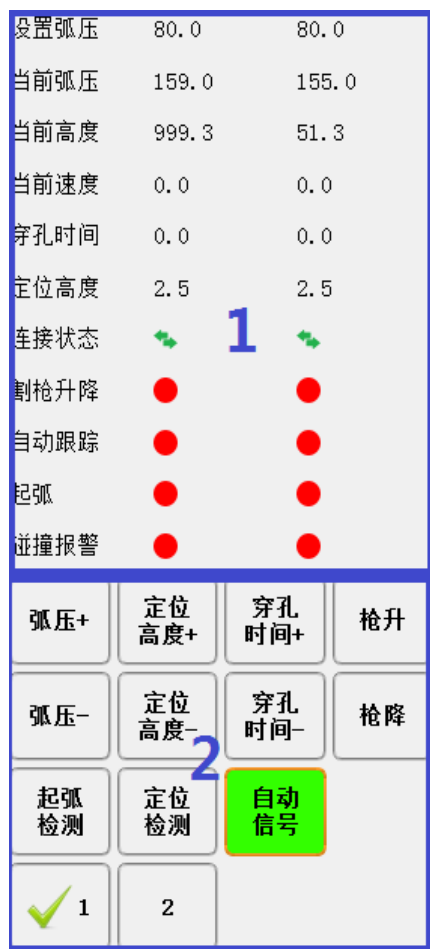 设置弧压 80.0 80.0
当前弧压 159.0 155.0
当前高度 999.3 51.3
当前速度 0.0 0.0
穿孔时间 0.0 0.0
定位高度 2.5 2.5
连接状态 1
割枪升降
自动跟踪
起弧
碰撞报警
弧压+
定位
高度+
穿孔
时间+
枪升
弧压-
定位
高度-
穿孔
时间-
枪降
2
起弧
检测
定位
检测
自动
信号
1
2